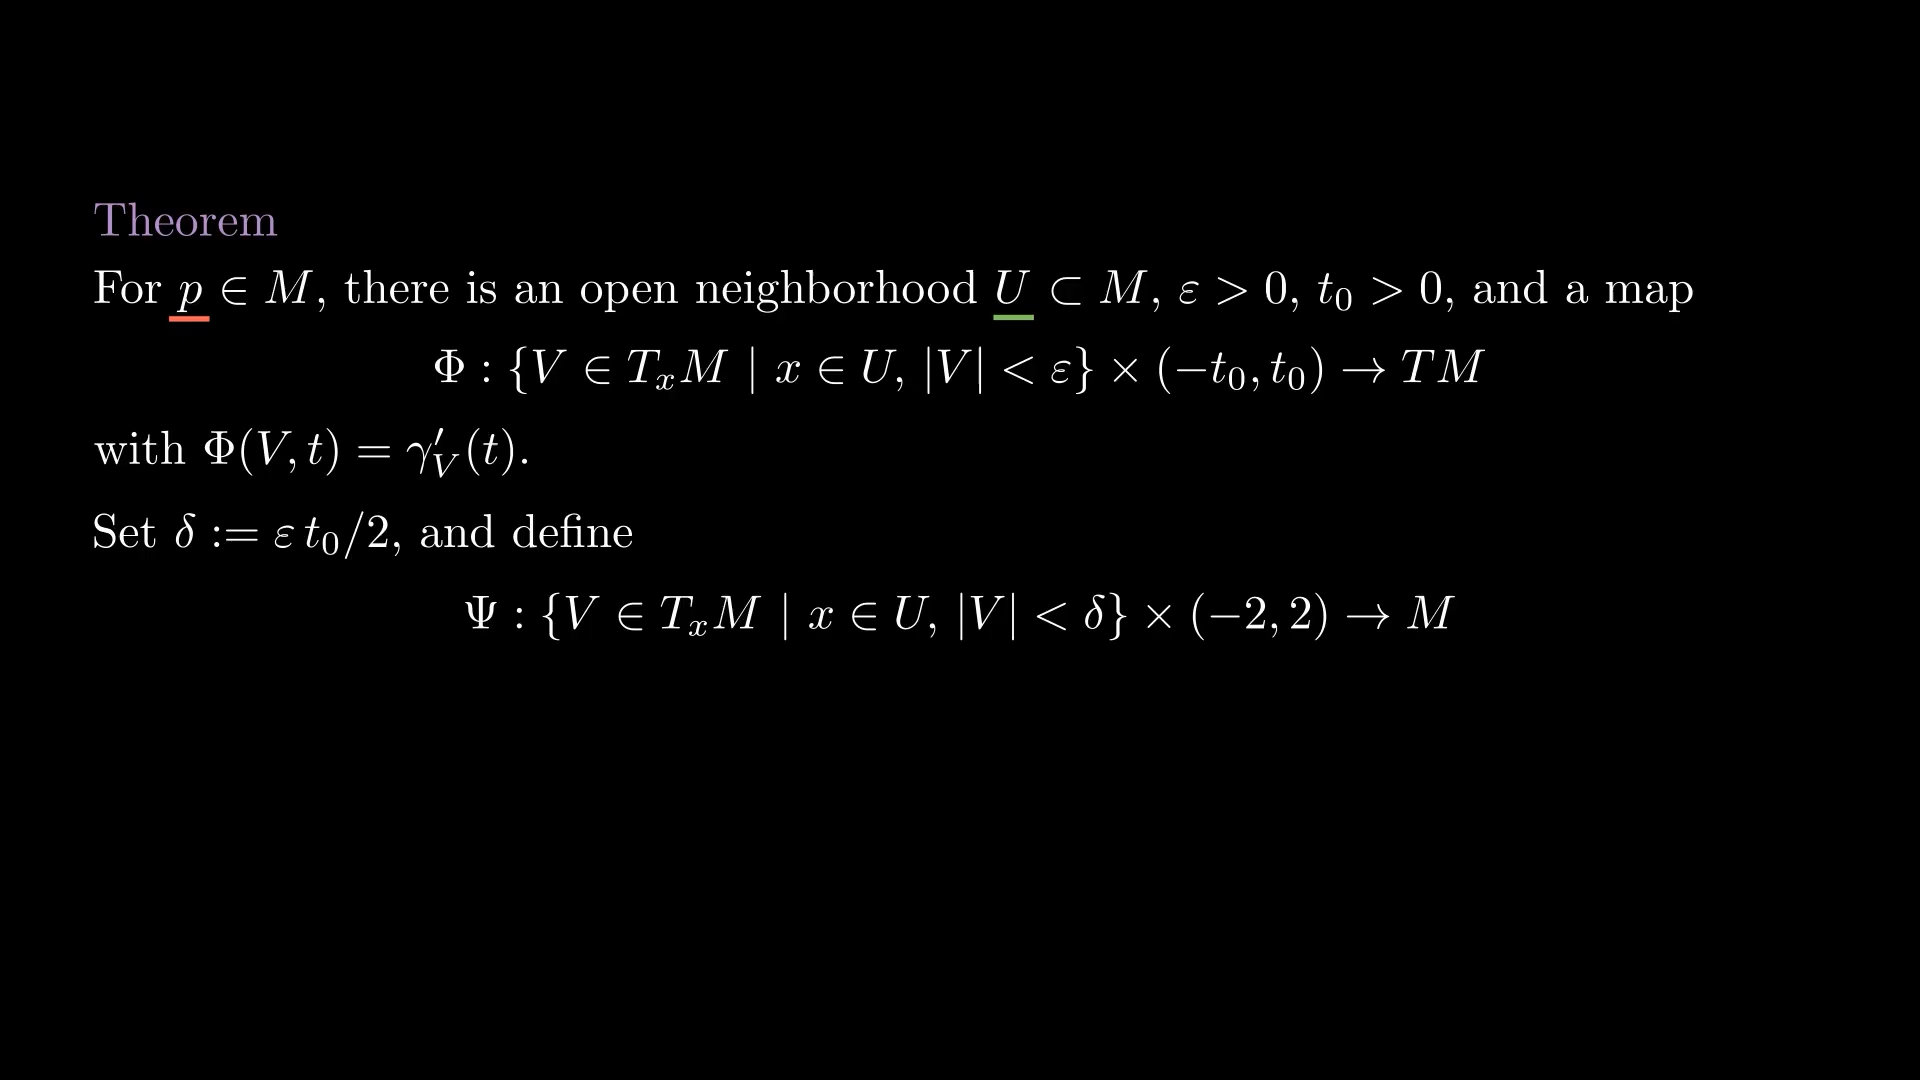 Theorem
For p ∈ M, there is an open neighborhood U ⊂ M, ε > 0, t₀ > 0, and a map
Φ : {V ∈ TₓM | x ∈ U, |V| < ε} × (−t₀, t₀) → TM
with Φ(V, t) = γ′_V(t).
Set δ := ε t₀/2, and define
Ψ : {V ∈ TₓM | x ∈ U, |V| < δ} × (−2, 2) → M